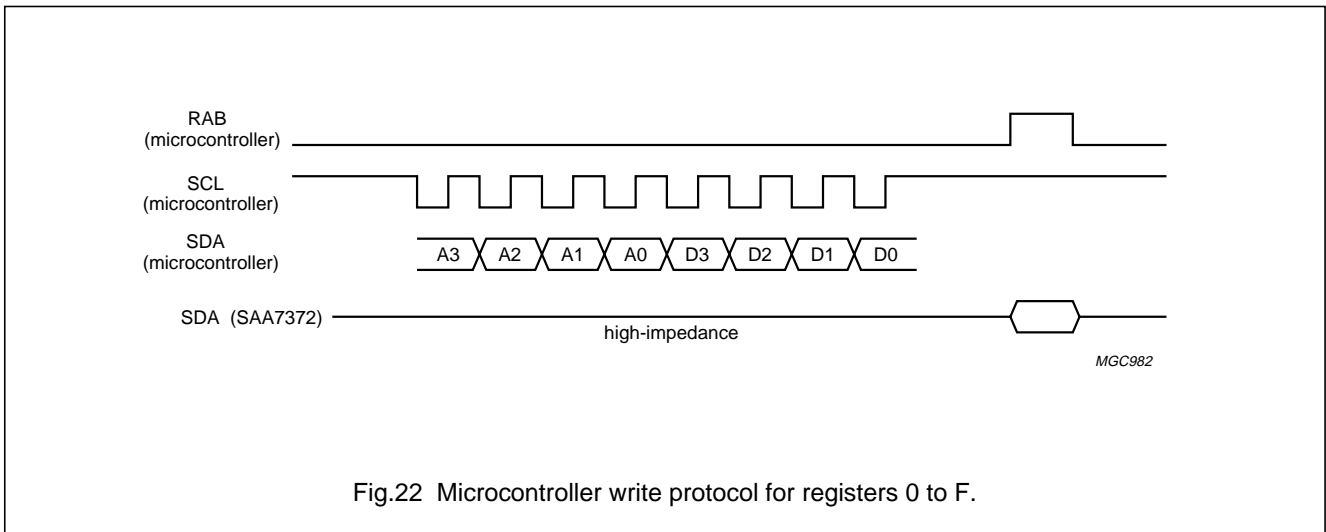 RAB
(microcontroller)
SCL
(microcontroller)
SDA
(microcontroller)
A3 A2 A1 A0 D3 D2 D1 D0
SDA (SAA7372)
high-impedance
MGC982
Fig.22 Microcontroller write protocol for registers 0 to F.